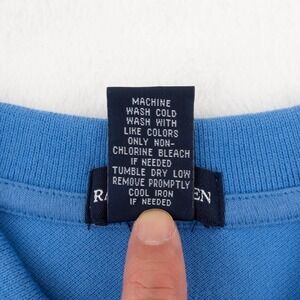 MACHINE
WASH COLD
WASH WITH
LIKE COLORS
ONLY NON-
CHLORINE BLEACH
IF NEEDED
TUMBLE DRY LOW
REMOVE PROMPTLY
COOL IRON
IF NEEDED